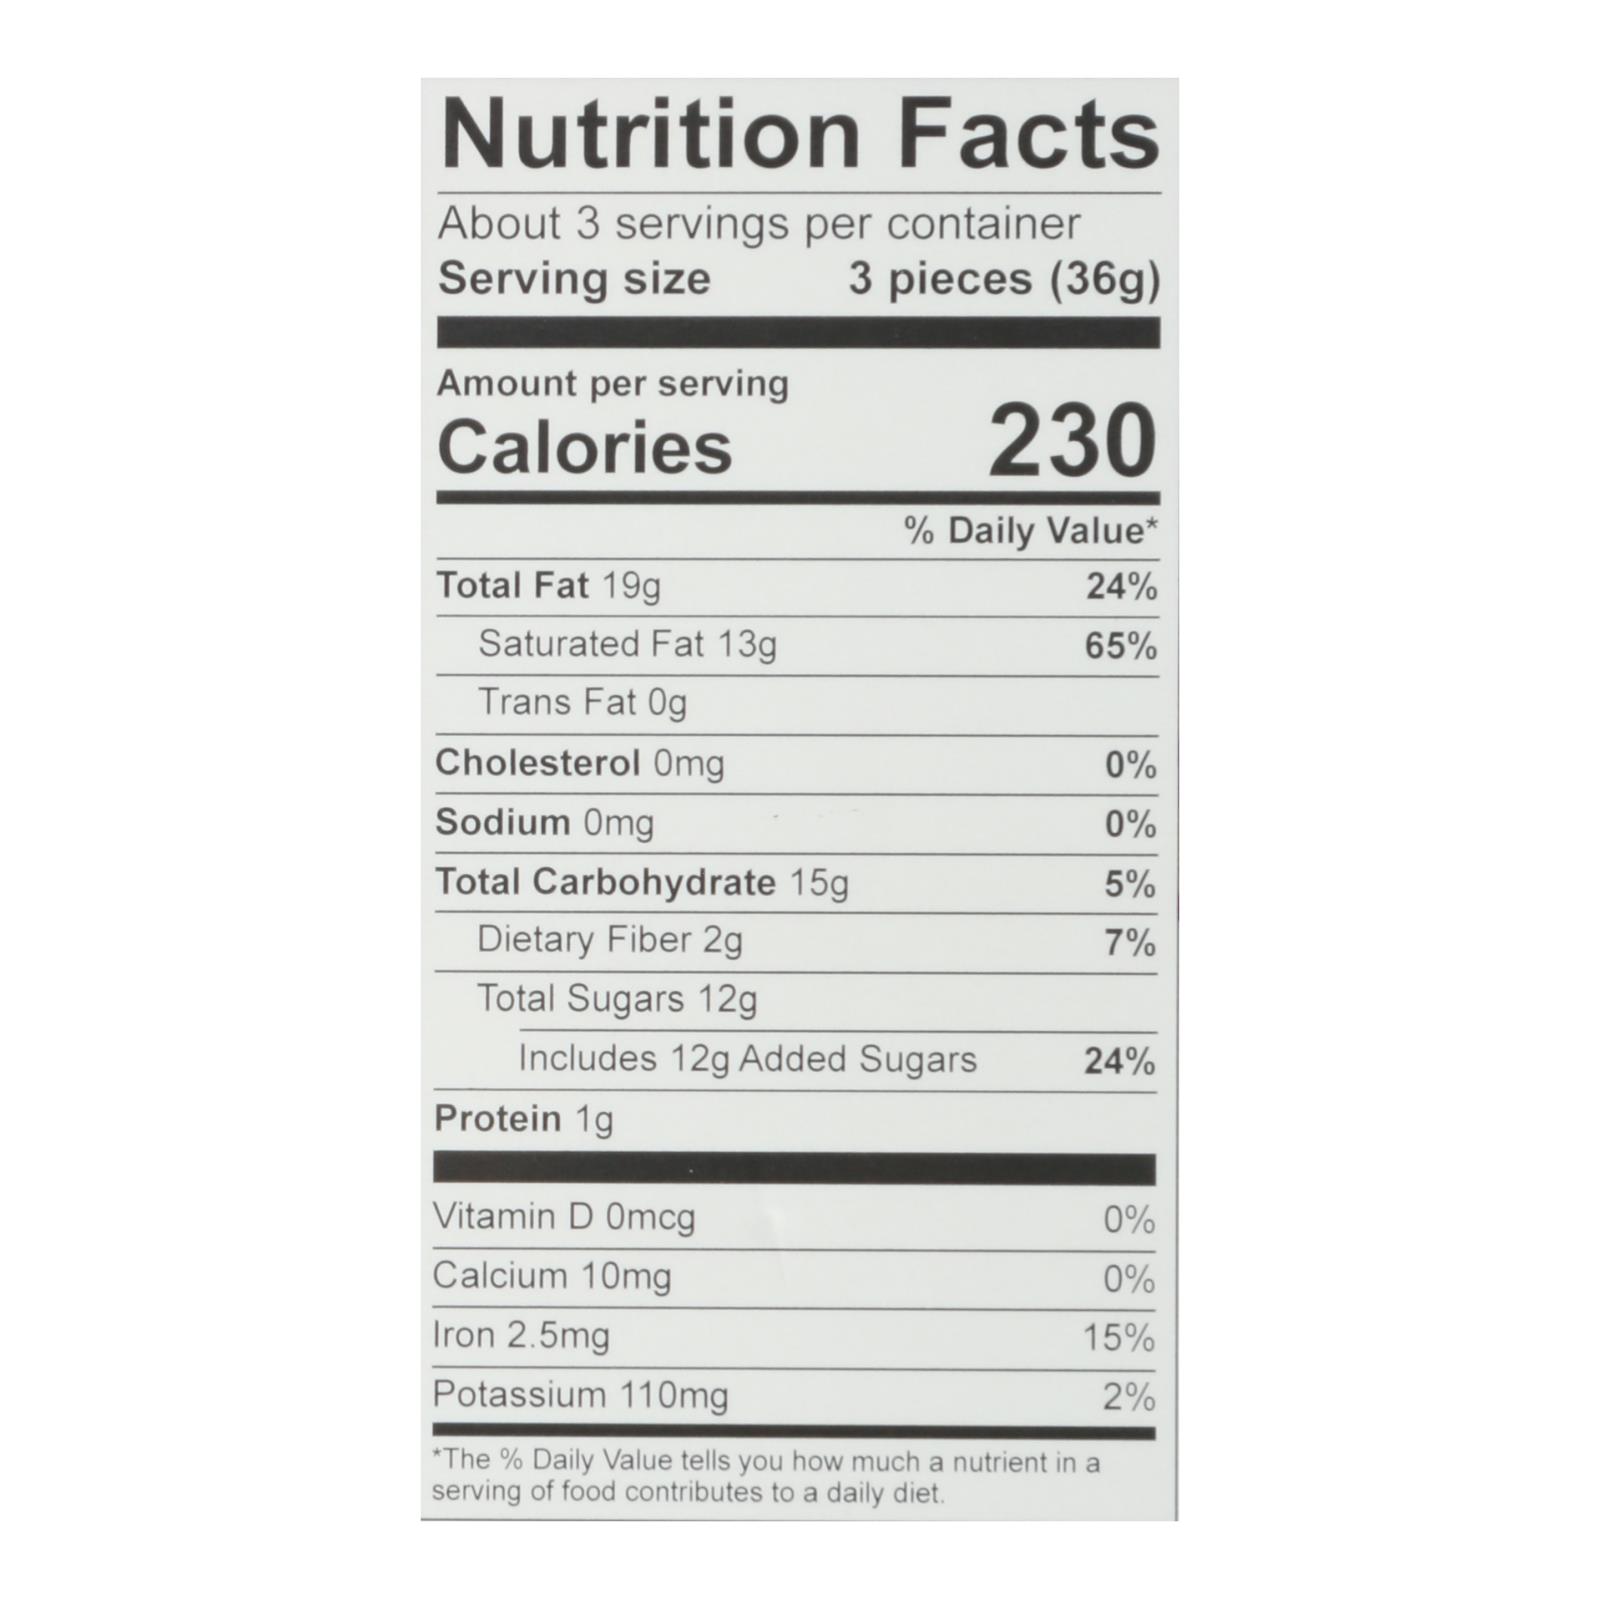 Nutrition Facts
About 3 servings per container
Serving size 3 pieces (36g)
Amount per serving
Calories 230
% Daily Value*
Total Fat 19g 24%
Saturated Fat 13g 65%
Trans Fat 0g
Cholesterol 0mg 0%
Sodium 0mg 0%
Total Carbohydrate 15g 5%
Dietary Fiber 2g 7%
Total Sugars 12g
Includes 12g Added Sugars 24%
Protein 1g
Vitamin D 0mcg 0%
Calcium 10mg 0%
Iron 2.5mg 15%
Potassium 110mg 2%
*The % Daily Value tells you how much a nutrient in a
serving of food contributes to a daily diet.